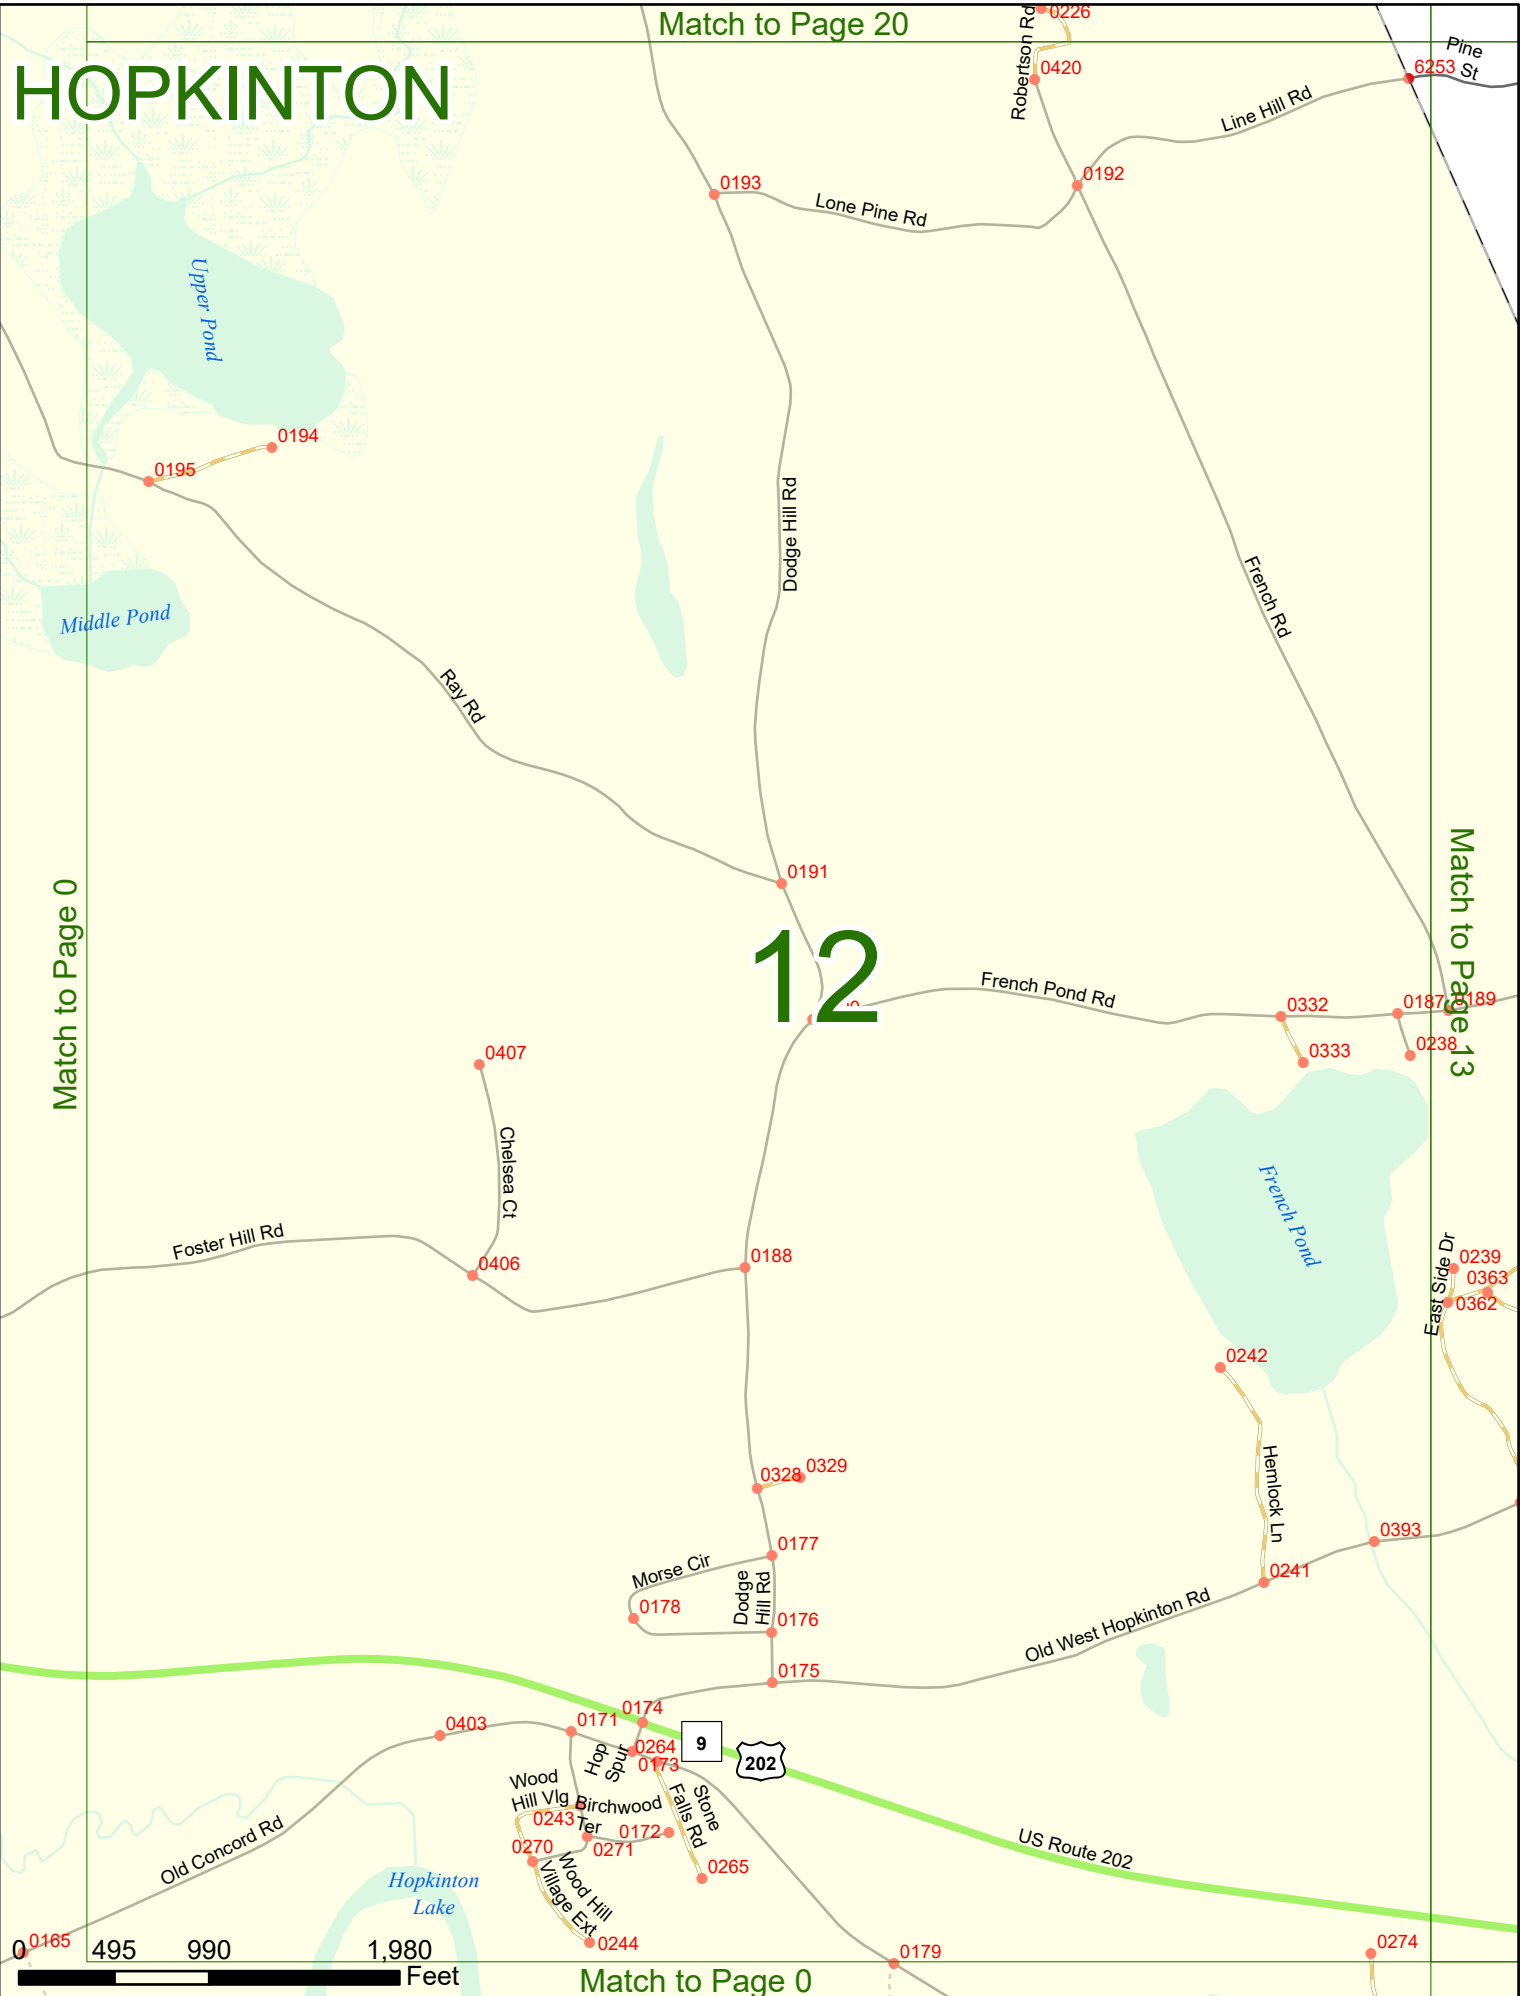 Match to Page 20
HOPKINTON
0226
Robertson Rd
0420
Pine
St
6253
Line Hill Rd
0193
0192
Lone Pine Rd
Upper Pond
0194
0195
Dodge Hill Rd
French Rd
Middle Pond
Ray Rd
0191
Match to Page 0
12
Match to Page 13
French Pond Rd
0332
0187
0189
0333
0238
0407
Chelsea Ct
French Pond
Foster Hill Rd
0406
0188
East Side Dr
0239
0363
0362
0242
Hemlock Ln
0328
0329
0177
0393
Morse Cir
Dodge
Hill Rd
0241
0178
0176
Old West Hopkinton Rd
0175
0174
0403
0171
9
202
Hop
Spur
0264
0173
Wood
Hill Vlg
Birchwood
Ter
Stone
Falls Rd
0243
0172
0271
0270
0265
US Route 202
Old Concord Rd
Wood Hill
Village Ext
Hopkinton
Lake
0244
0165
0179
0274
0 495 990 1,980
Feet
Match to Page 0